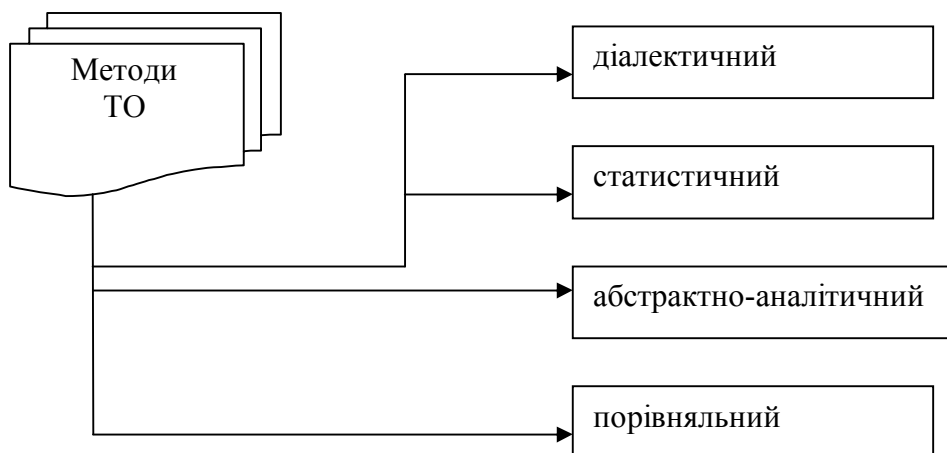 Методи
ТО
діалектичний
статистичний
абстрактно-аналітичний
порівняльний